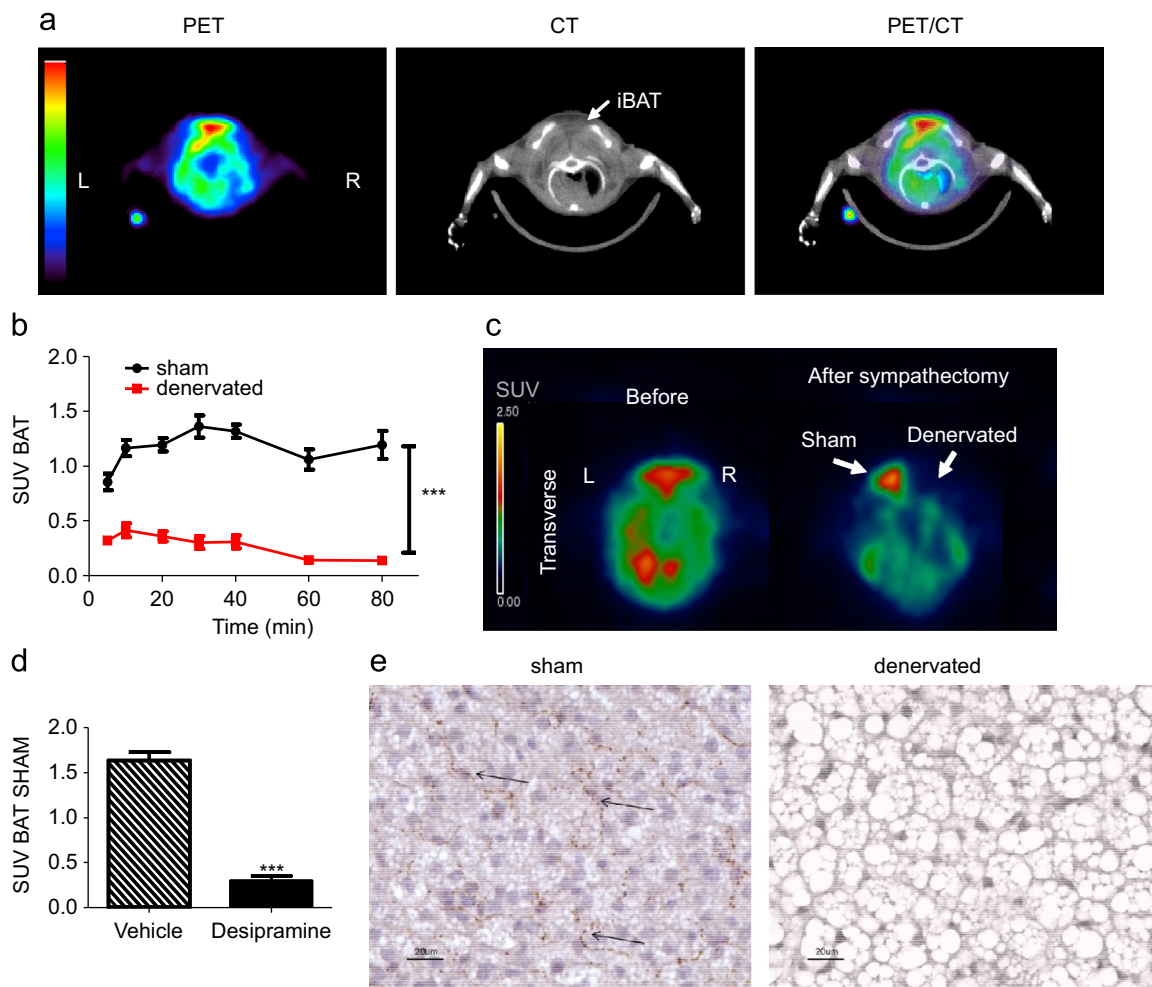 a
PET
CT
PET/CT
L
R
iBAT
b
2.0
1.5
1.0
0.5
0.0
SUV BAT
sham
denervated
***
0
20
40
60
80
Time (min)
c
SUV
2.50
0.00
Transverse
Before
L
R
After sympathectomy
Sham
Denervated
d
2.0
1.5
1.0
0.5
0.0
SUV BAT SHAM
***
Vehicle
Desipramine
e
sham
denervated
20um
20um